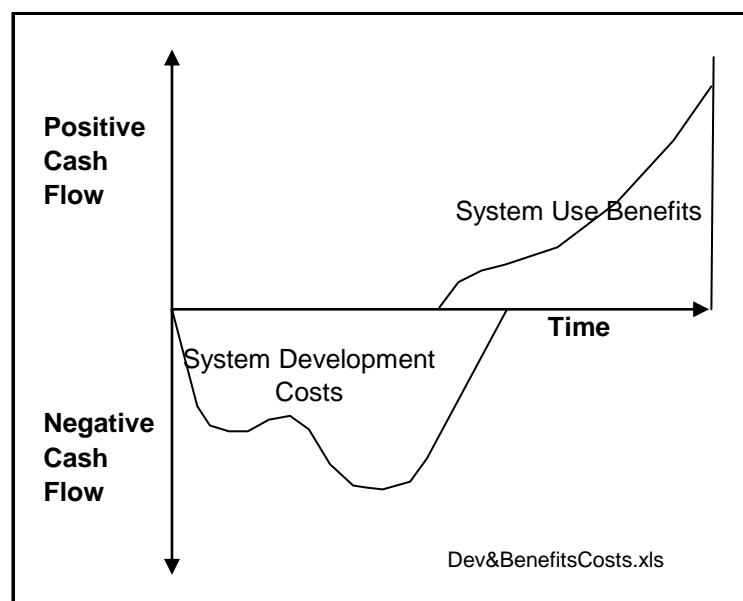 Positive
Cash
Flow
System Use Benefits
Time
System Development
Costs
Negative
Cash
Flow
Dev&BenefitsCosts.xls